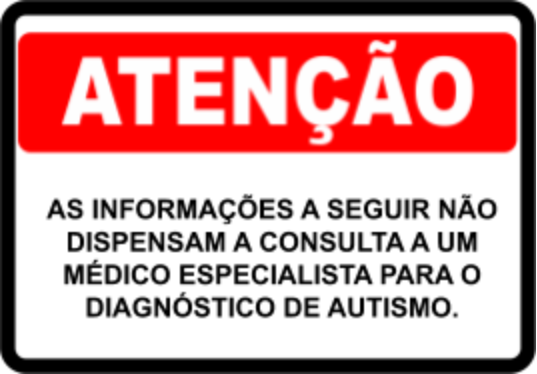 ATENÇÃO
AS INFORMAÇÕES A SEGUIR NÃO
DISPENSAM A CONSULTA A UM
MÉDICO ESPECIALISTA PARA O
DIAGNÓSTICO DE AUTISMO.